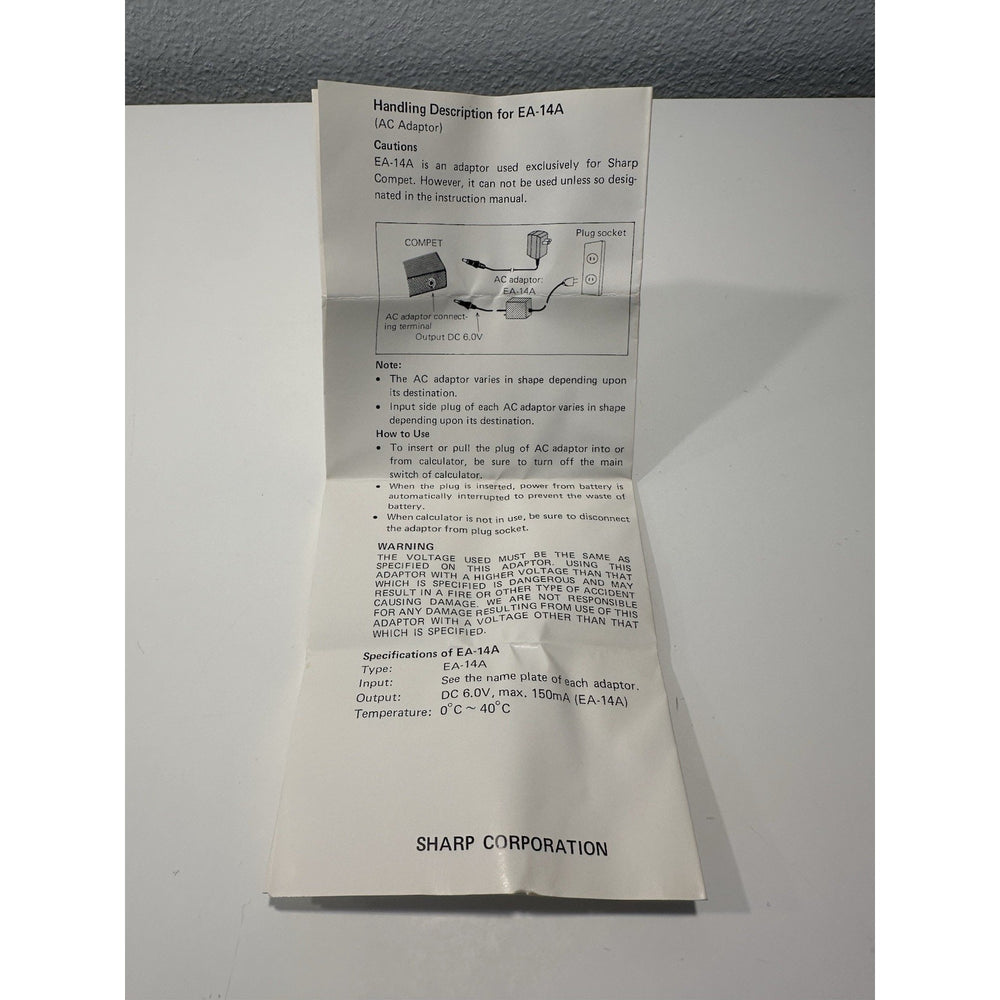 Handling Description for EA-14A
(AC Adaptor)
Cautions
EA-14A is an adaptor used exclusively for Sharp
Compet. However, it can not be used unless so desig-
nated in the instruction manual.
Plug socket
COMPET
AC adaptor:
EA-14A
AC adaptor connect-
ing terminal
Output DC 6.0V
Note:
• The AC adaptor varies in shape depending upon
its destination.
• Input side plug of each AC adaptor varies in shape
depending upon its destination.
How to Use
• To insert or pull the plug of AC adaptor into or
from calculator, be sure to turn off the main
switch of calculator.
• When the plug is inserted, power from battery is
automatically interrupted to prevent the waste of
battery.
• When calculator is not in use, be sure to disconnect
the adaptor from plug socket.
WARNING
THE VOLTAGE USED MUST BE THE SAME AS
SPECIFIED ON THIS ADAPTOR. USING THIS
ADAPTOR WITH A HIGHER VOLTAGE THAN THAT
WHICH IS SPECIFIED IS DANGEROUS AND MAY
RESULT IN A FIRE OR OTHER TYPE OF ACCIDENT
CAUSING DAMAGE. WE ARE NOT RESPONSIBLE
FOR ANY DAMAGE RESULTING FROM USE OF THIS
ADAPTOR WITH A VOLTAGE OTHER THAN THAT
WHICH IS SPECIFIED.
Specifications of EA-14A
Type: EA-14A
Input: See the name plate of each adaptor.
Output: DC 6.0V, max. 150mA (EA-14A)
Temperature: 0°C ~ 40°C
SHARP CORPORATION